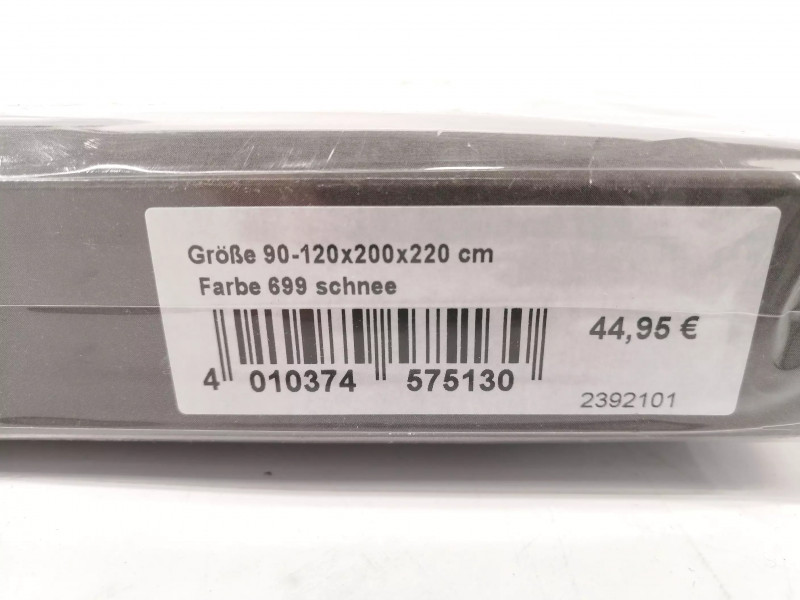 Größe 90-120x200x220 cm
Farbe 699 schnee
44,95 €
4 010374 575130
2392101